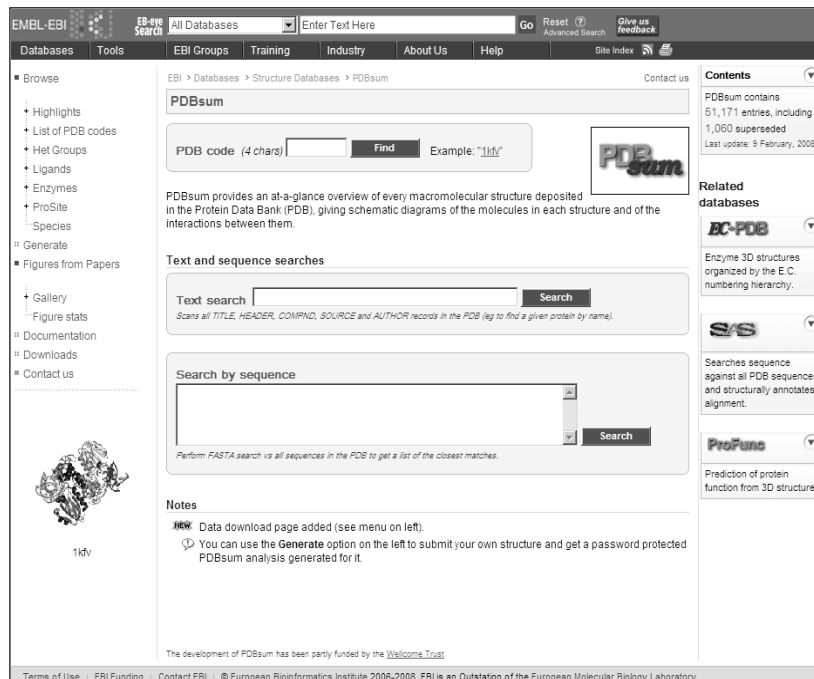 EMBL-EBI
EB-eye Search
All Databases
Enter Text Here
Go
Reset ?
Advanced Search
Give us feedback
Databases Tools EBI Groups Training Industry About Us Help Site Index
Browse
Highlights
List of PDB codes
Het Groups
Ligands
Enzymes
ProSite
Species
Generate
Figures from Papers
Gallery
Figure stats
Documentation
Downloads
Contact us
1kfv
EBI > Databases > Structure Databases > PDBsum
Contact us
PDBsum
PDB code (4 chars) Find Example: "1kfv"
PDBsum
PDBsum provides an at-a-glance overview of every macromolecular structure deposited
in the Protein Data Bank (PDB), giving schematic diagrams of the molecules in each structure and of the
interactions between them.
Text and sequence searches
Text search Search
Scans all TITLE, HEADER, COMPND, SOURCE and AUTHOR records in the PDB (eg to find a given protein by name).
Search by sequence
Search
Perform FASTA search vs all sequences in the PDB to get a list of the closest matches.
Notes
NEW Data download page added (see menu on left).
You can use the Generate option on the left to submit your own structure and get a password protected
PDBsum analysis generated for it.
The development of PDBsum has been partly funded by the Wellcome Trust
Contents
PDBsum contains
51,171 entries, including
1,060 superseded
Last update: 9 February, 2008
Related
databases
EC-PDB
Enzyme 3D structures
organized by the E.C.
numbering hierarchy.
SAS
Searches sequence
against all PDB sequences
and structurally annotates
alignment.
ProFunc
Prediction of protein
function from 3D structure
Terms of Use | EBI Funding | Contact EBI | © European Bioinformatics Institute 2006-2008. EBI is an Outstation of the European Molecular Biology Laboratory